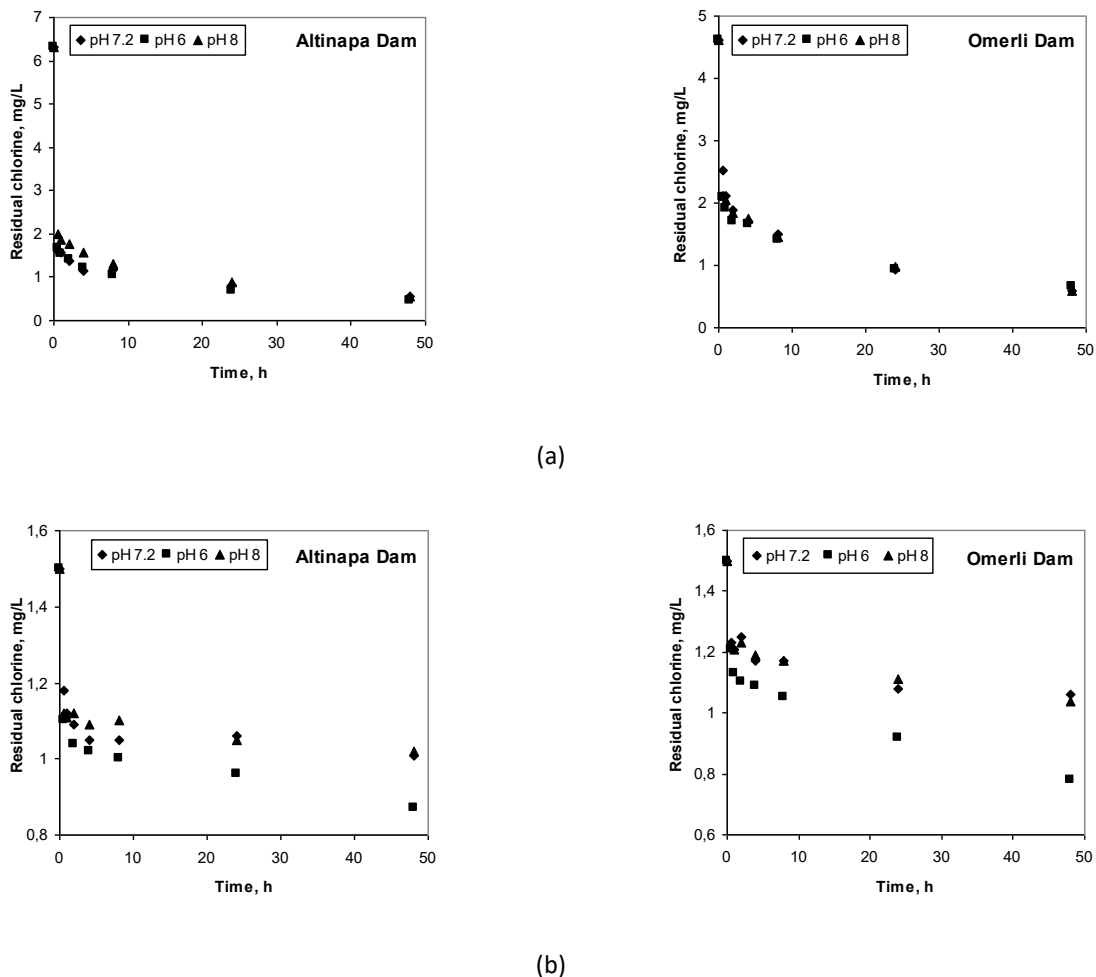 Altinapa Dam
◆ pH 7.2 ■ pH 6 ▲ pH 8
Residual chlorine, mg/L
7
6
5
4
3
2
1
0
0 10 20 30 40 50
Time, h
Omerli Dam
◆ pH 7.2 ■ pH 6 ▲ pH 8
Residual chlorine, mg/L
5
4
3
2
1
0
0 10 20 30 40 50
Time, h
(a)
Altinapa Dam
◆ pH 7.2 ■ pH 6 ▲ pH 8
Residual chlorine, mg/L
1,6
1,4
1,2
1
0,8
0 10 20 30 40 50
Time, h
Omerli Dam
◆ pH 7.2 ■ pH 6 ▲ pH 8
Residual chlorine, mg/L
1,6
1,4
1,2
1
0,8
0,6
0 10 20 30 40 50
Time, h
(b)